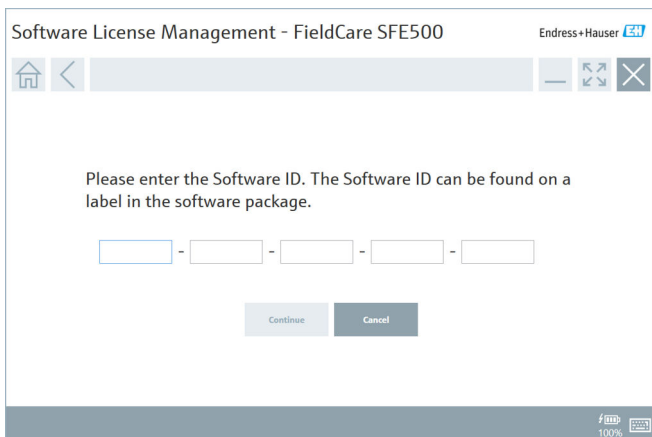 Software License Management - FieldCare SFE500
Endress+Hauser EH
Please enter the Software ID. The Software ID can be found on a
label in the software package.
- - - -
Continue
Cancel
100%